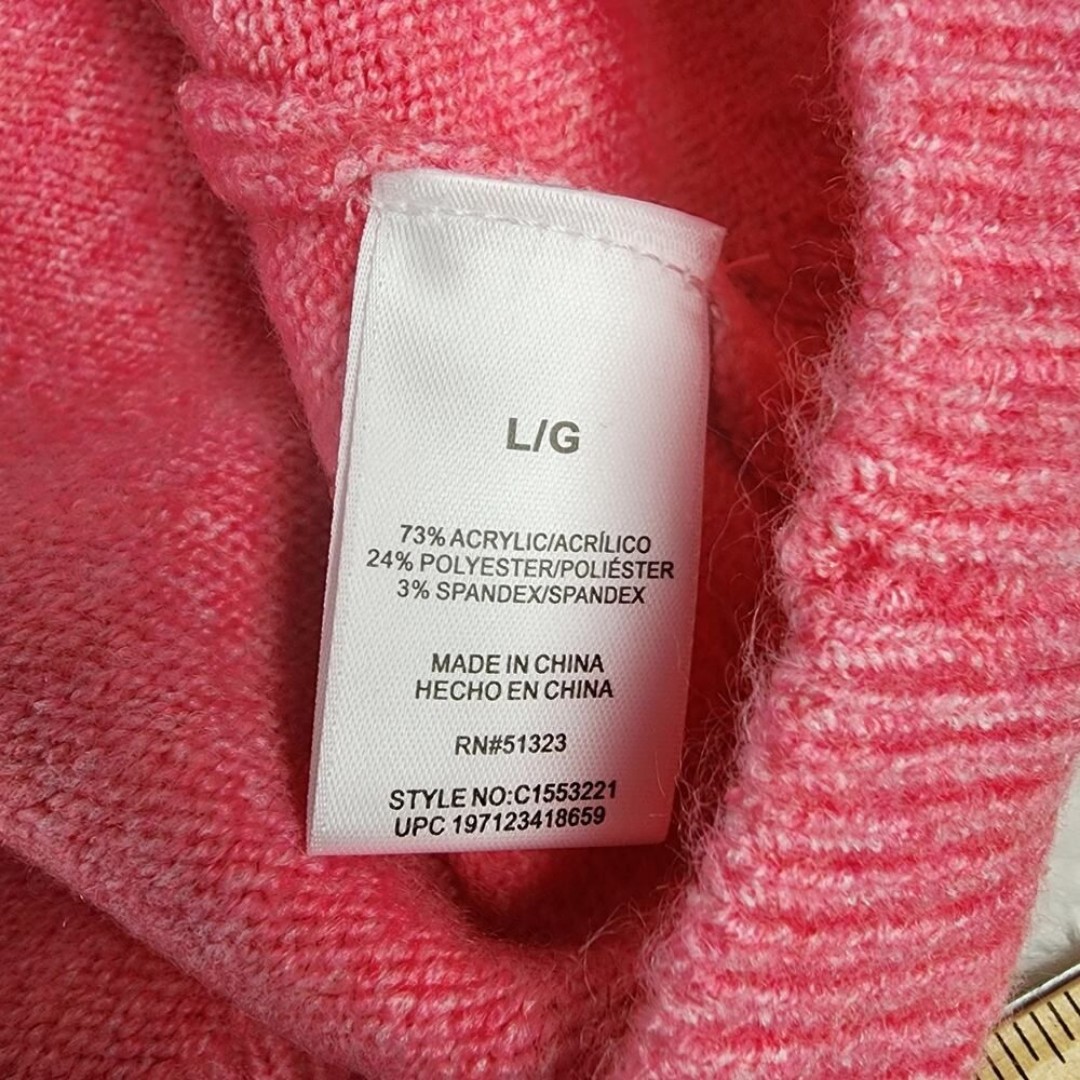 L/G
73% ACRYLIC/ACRÍLICO
24% POLYESTER/POLIÉSTER
3% SPANDEX/SPANDEX
MADE IN CHINA
HECHO EN CHINA
RN#51323
STYLE NO:C1553221
UPC 197123418659